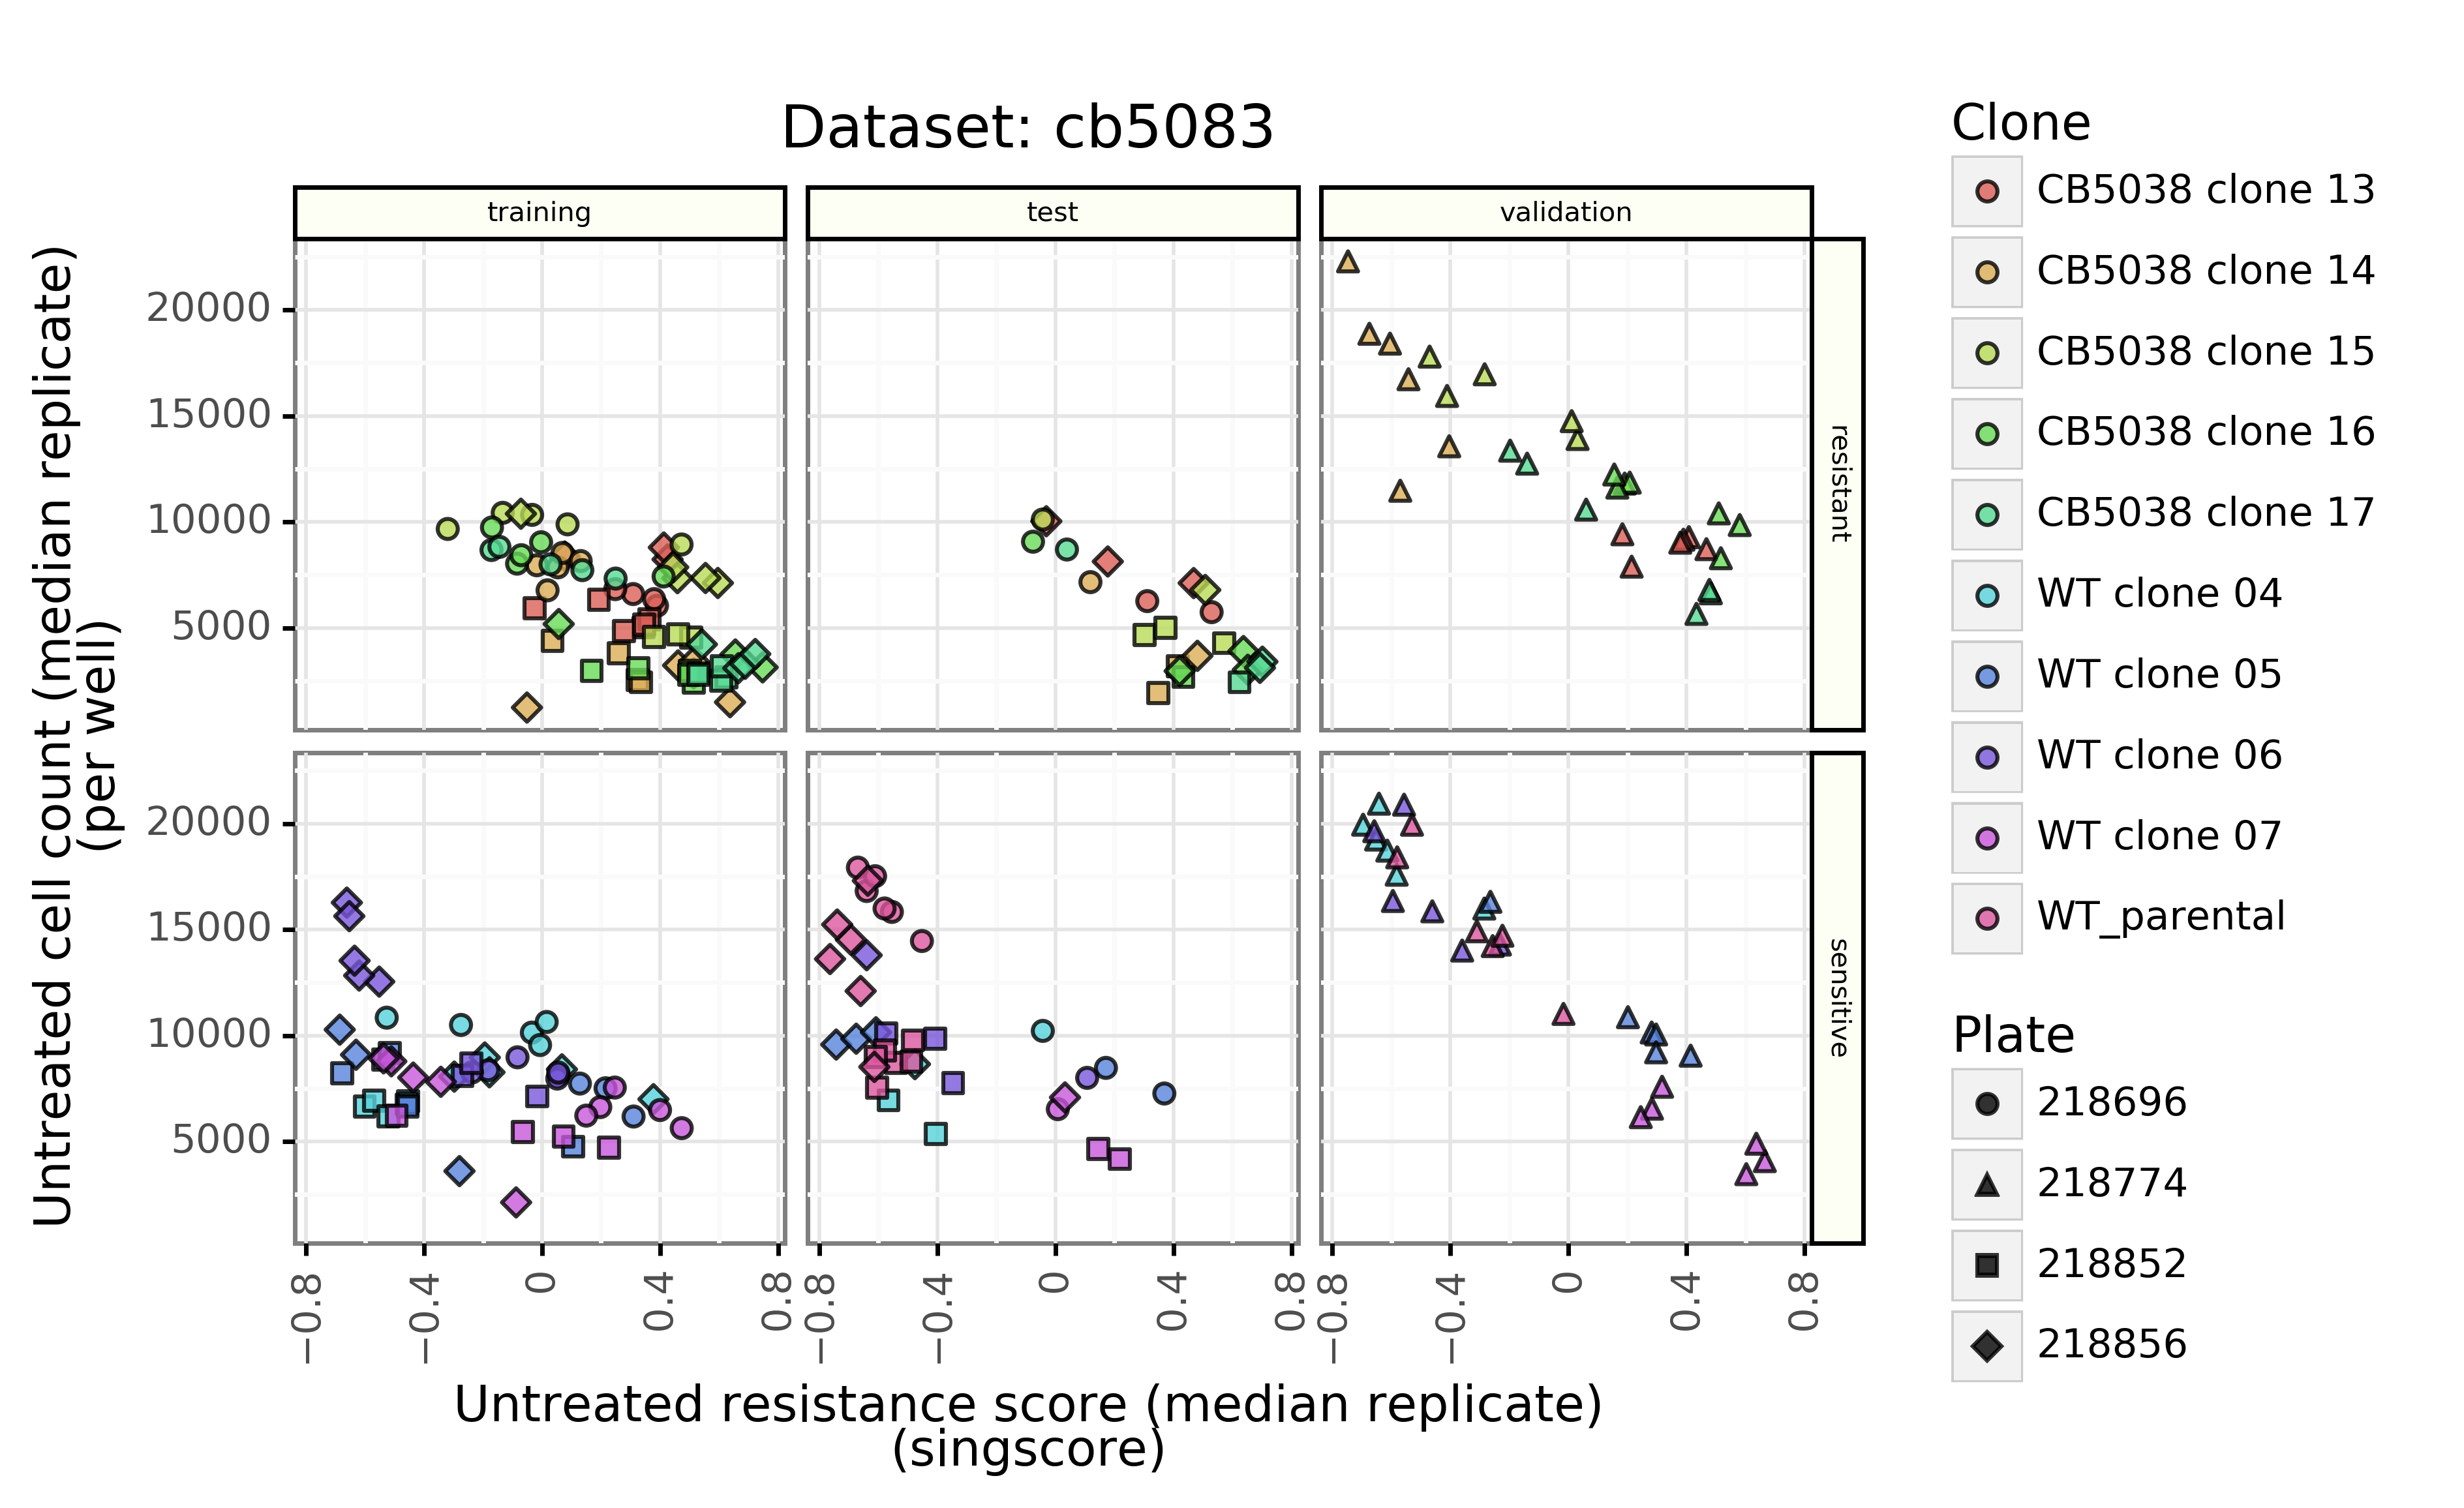 Dataset: cb5083
training
test
validation
Untreated cell count (median replicate)
(per well)
20000
15000
10000
5000
resistant
20000
15000
10000
5000
sensitive
−0.8
−0.4
0
0.4
0.8
−0.8
−0.4
0
0.4
0.8
−0.8
−0.4
0
0.4
0.8
Untreated resistance score (median replicate)
(singscore)
Clone
CB5038 clone 13
CB5038 clone 14
CB5038 clone 15
CB5038 clone 16
CB5038 clone 17
WT clone 04
WT clone 05
WT clone 06
WT clone 07
WT_parental
Plate
218696
218774
218852
218856